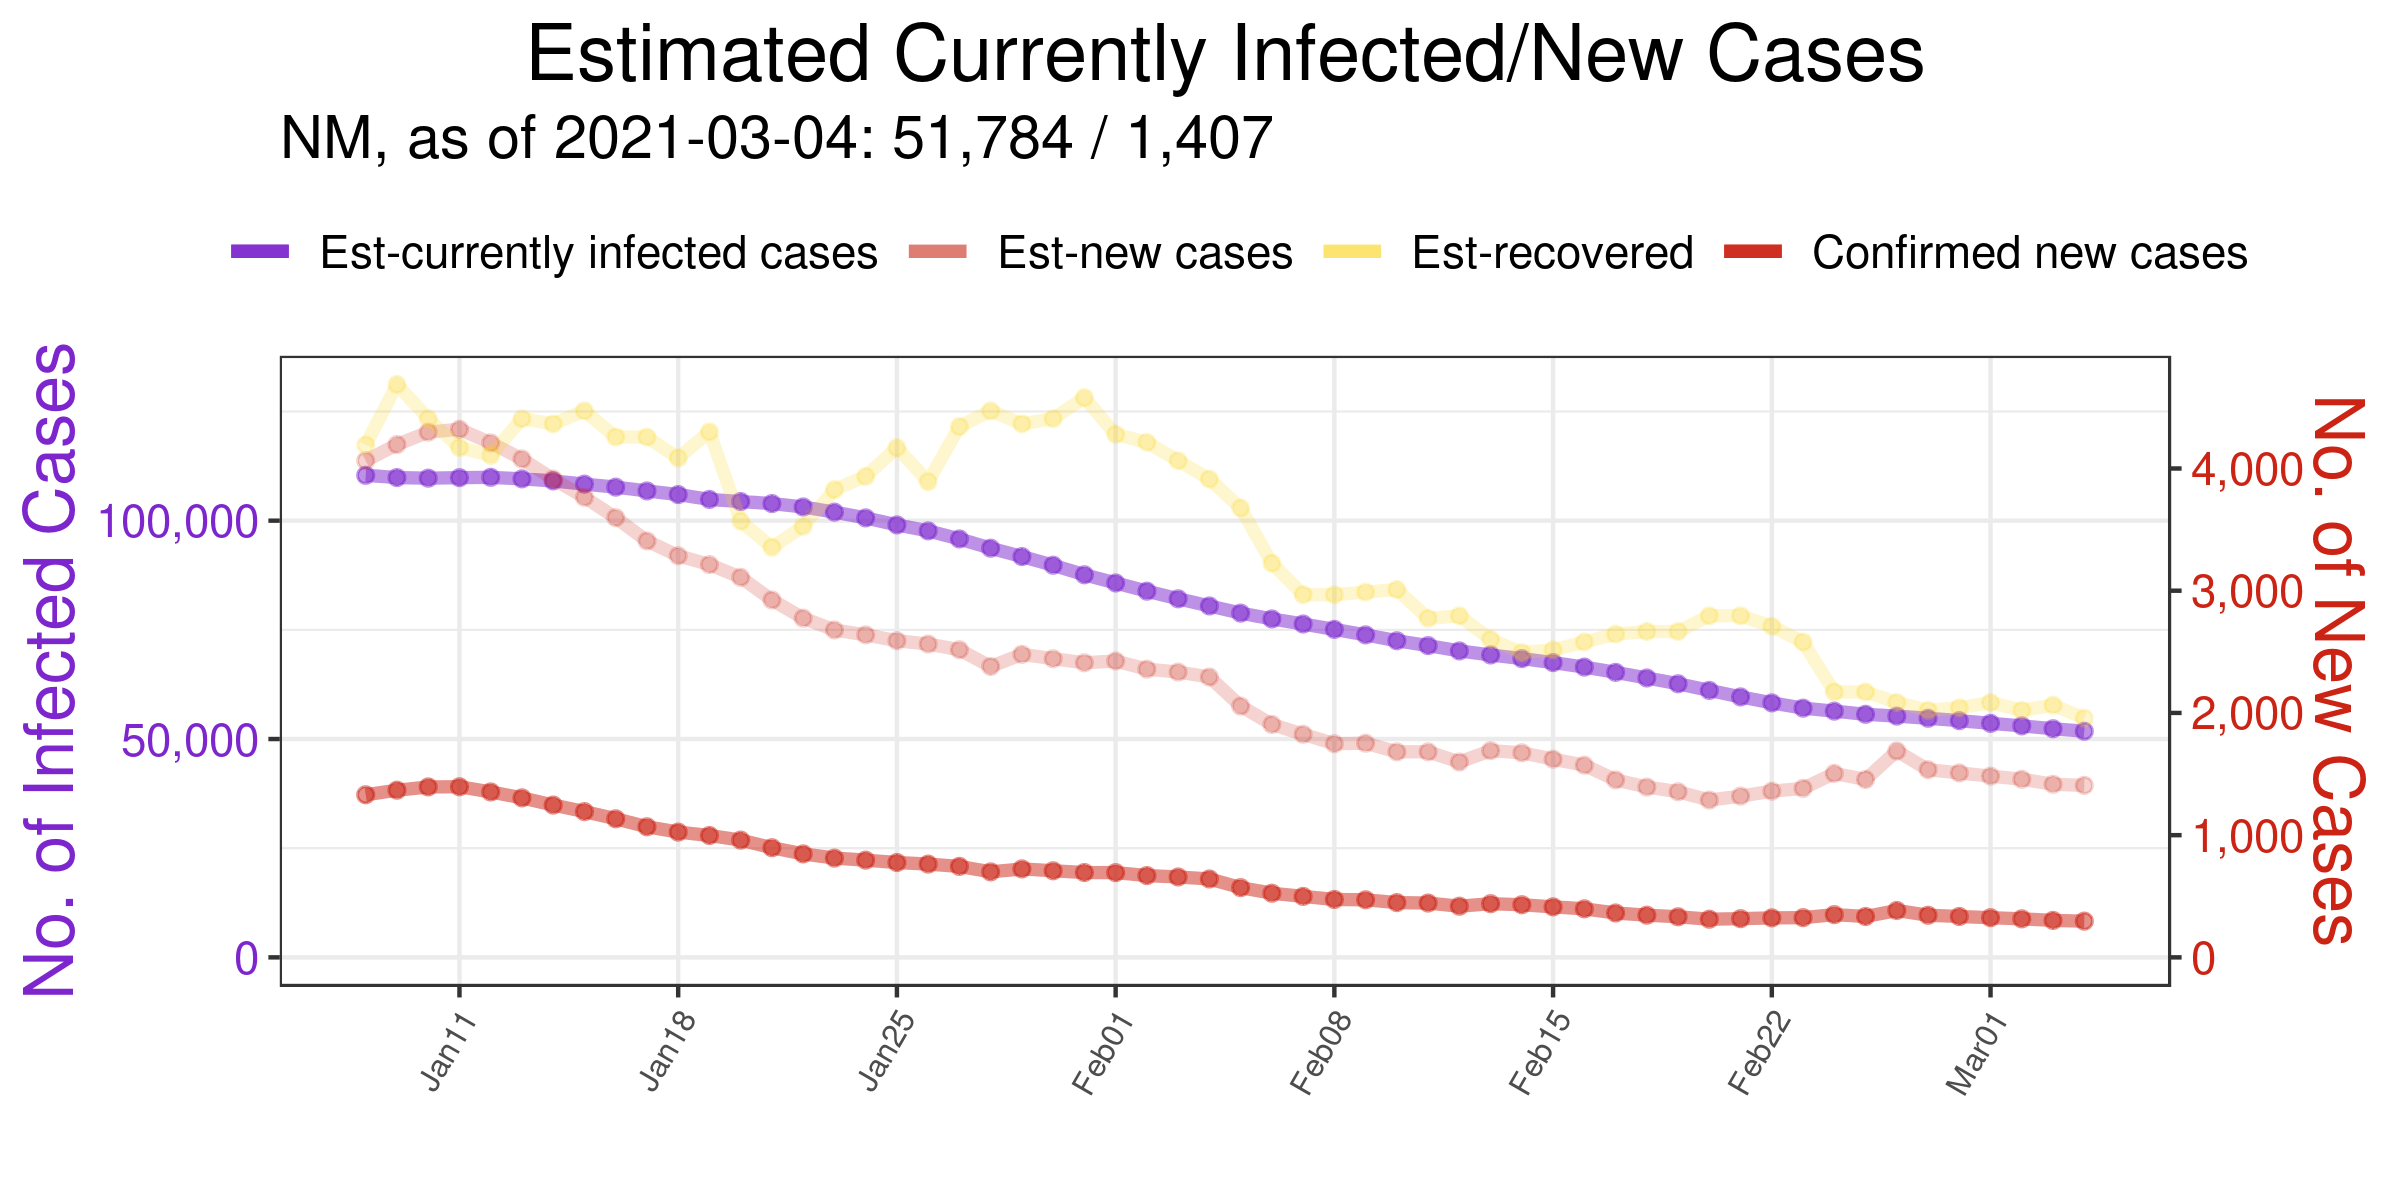 Estimated Currently Infected/New Cases
NM, as of 2021-03-04: 51,784 / 1,407
Est-currently infected cases Est-new cases Est-recovered Confirmed new cases
No. of Infected Cases
100,000
50,000
0
4,000
3,000
2,000
1,000
0
No. of New Cases
Jan11 Jan18 Jan25 Feb01 Feb08 Feb15 Feb22 Mar01